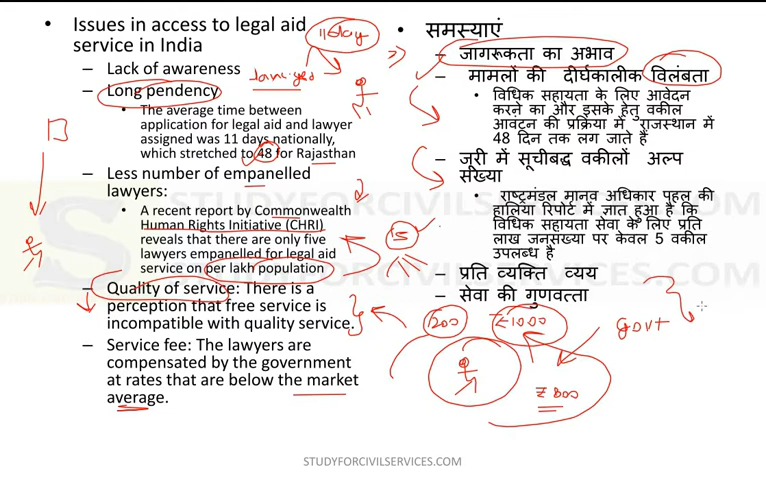 • Issues in access to legal aid
service in India
– Lack of awareness
– Long pendency
• The average time between
application for legal aid and lawyer
assigned was 11 days nationally,
which stretched to 48 for Rajasthan
– Less number of empanelled
lawyers:
• A recent report by Commonwealth
Human Rights Initiative (CHRI)
reveals that there are only five
lawyers empanelled for legal aid
service on per lakh population
– Quality of service: There is a
perception that free service is
incompatible with quality service.
– Service fee: The lawyers are
compensated by the government
at rates that are below the market
average.
• समस्याएं
– जागरूकता का अभाव
– मामलों की दीर्घकालीक विलंबता
• विधिक सहायता के लिए आवेदन
करने का और इसके हेतु वकील
आवंटन की प्रक्रिया में राजस्थान में
48 दिन तक लग जाते है
– जूरी में सूचीबद्ध वकीलों अल्प
संख्या
• राष्ट्रमंडल मानव अधिकार पहल की
हालिया रिपोर्ट में ज्ञात हुआ है कि
विधिक सहायता सेवा के लिए प्रति
लाख जनसंख्या पर केवल 5 वकील
उपलब्ध है
– प्रति व्यक्ति व्यय
– सेवा की गुणवत्ता
₹1000
govt
STUDYFORCIVILSERVICES.COM